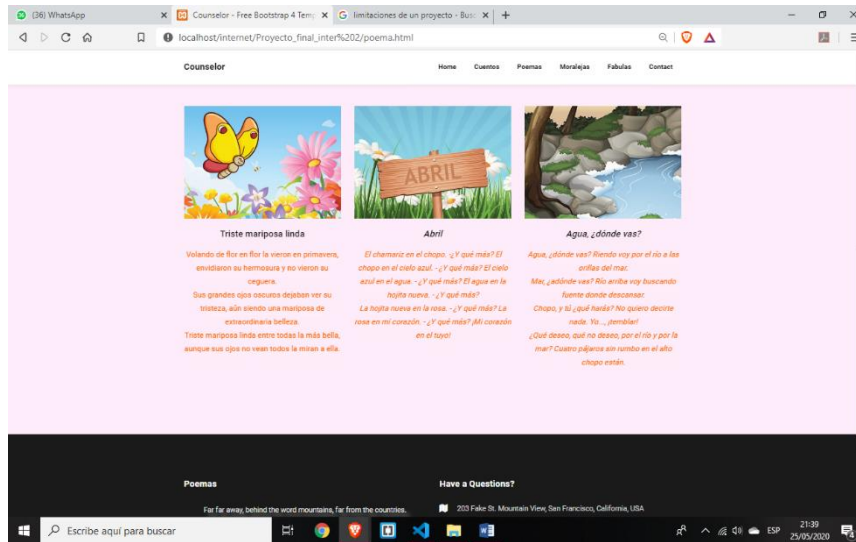 (36) WhatsApp
Counselor - Free Bootstrap 4 Temp
limitaciones de un proyecto - Bus
localhost/internet/Proyecto_final_inter%202/poema.html
Counselor
Home Cuentos Poemas Moralejas Fabulas Contact
ABRIL
Triste mariposa linda
Volando de flor en flor la vieron en primavera,
envidiaron su hermosura y no vieron su
ceguera.
Sus grandes ojos oscuros dejaban ver su
tristeza, aún siendo una mariposa de
extraordinaria belleza.
Triste mariposa linda entre todas la más bella,
aunque sus ojos no vean todos la miran a ella.
Abril
El chamariz en el chopo. -¿Y qué más? El
chopo en el cielo azul. - ¿Y qué más? El cielo
azul en el agua. - ¿Y qué más? El agua en la
hojita nueva. - ¿Y qué más?
La hojita nueva en la rosa. - ¿Y qué más? La
rosa en mi corazón. - ¿Y qué más? ¡Mi corazón
en el tuyo!
Agua, ¿dónde vas?
Agua, ¿dónde vas? Riendo voy por el río a las
orillas del mar.
Mar, ¿adónde vas? Río arriba voy buscando
fuente donde descansar.
Chopo, y tú ¿qué harás? No quiero decirte
nada. Yo..., ¡temblar!
¿Qué deseo, qué no deseo, por el río y por la
mar? Cuatro pájaros sin rumbo en el alto
chopo están.
Poemas
Far far away, behind the word mountains, far from the countries.
Have a Questions?
203 Fake St. Mountain View, San Francisco, California, USA
Escribe aquí para buscar
ESP
21:39
25/05/2020